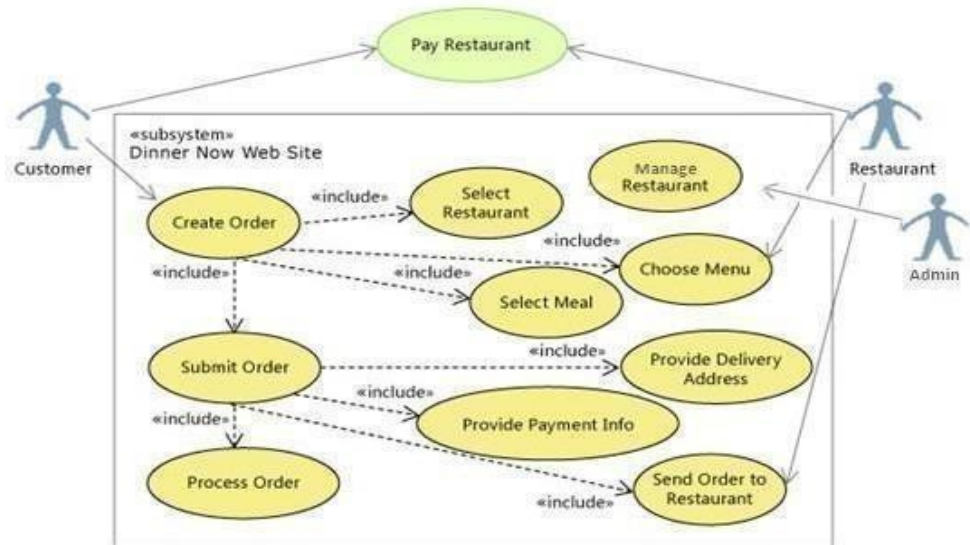 Pay Restaurant
«subsystem»
Dinner Now Web Site
Customer
Restaurant
Admin
Manage
Restaurant
«include»
Select
Restaurant
Create Order
«include»
Choose Menu
«include»
«include»
Select Meal
«include»
Provide Delivery
Address
Submit Order
«include»
Provide Payment Info
«include»
Process Order
Send Order to
Restaurant
«include»